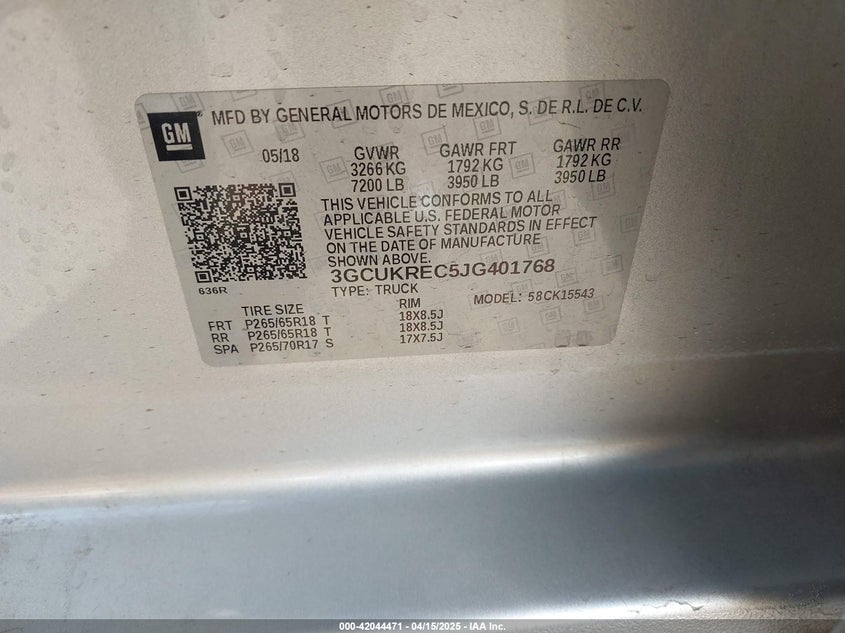 GM
MFD BY GENERAL MOTORS DE MEXICO, S. DE R.L. DE C.V.
05/18 GVWR GAWR FRT GAWR RR
3266 KG 1792 KG 1792 KG
7200 LB 3950 LB 3950 LB
THIS VEHICLE CONFORMS TO ALL
APPLICABLE U.S. FEDERAL MOTOR
VEHICLE SAFETY STANDARDS IN EFFECT
ON THE DATE OF MANUFACTURE
SHOWN ABOVE.
3GCUKREC5JG401768
636R
TYPE: TRUCK MODEL: 58CK15543
TIRE SIZE RIM
FRT P265/65R18 T 18X8.5J
RR P265/65R18 T 18X8.5J
SPA P265/70R17 S 17X7.5J
000-42044471 - 04/15/2025 - IAA Inc.